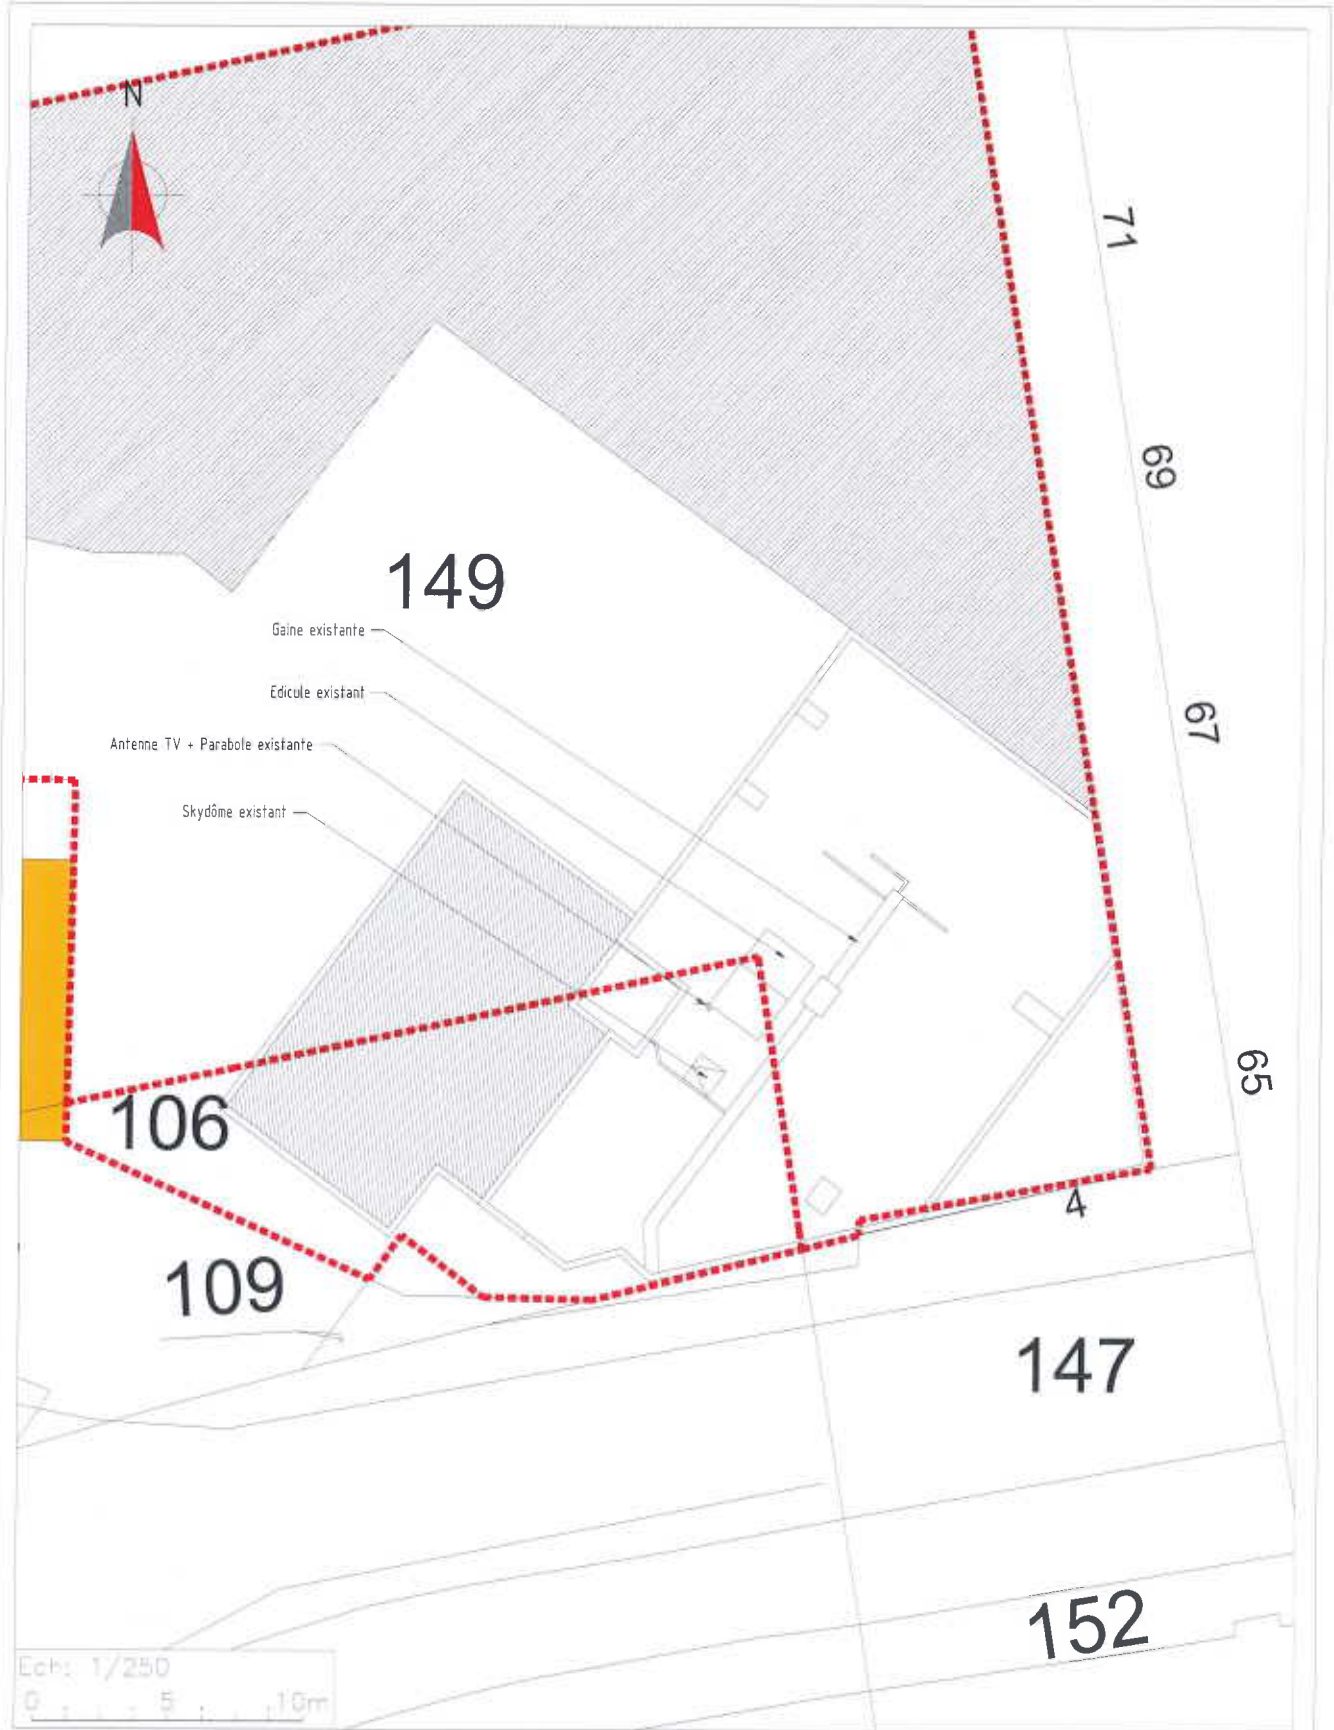 N
71
69
149
Gaine existante
Edicule existant
67
Antenne TV + Parabole existante
Skydôme existant
65
106
4
109
147
152
Ech: 1/250
0 5 10m